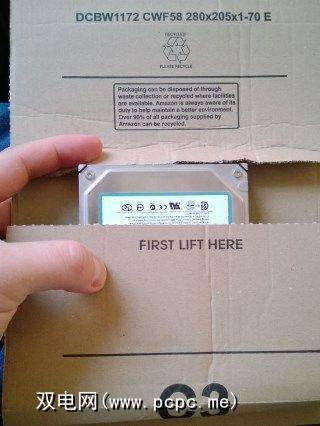 DCBW1172 CWF58 280x205x1-70 E
RECYCLED
PLEASE RECYCLE
Packaging can be disposed of through
waste collection or recycled where facilities
are available. Amazon is always aware of its
duty to help maintain a better environment.
Over 90% of all packaging supplied by
Amazon can be recycled.
FIRST LIFT HERE
C3
双电网(www.pcpc.me)